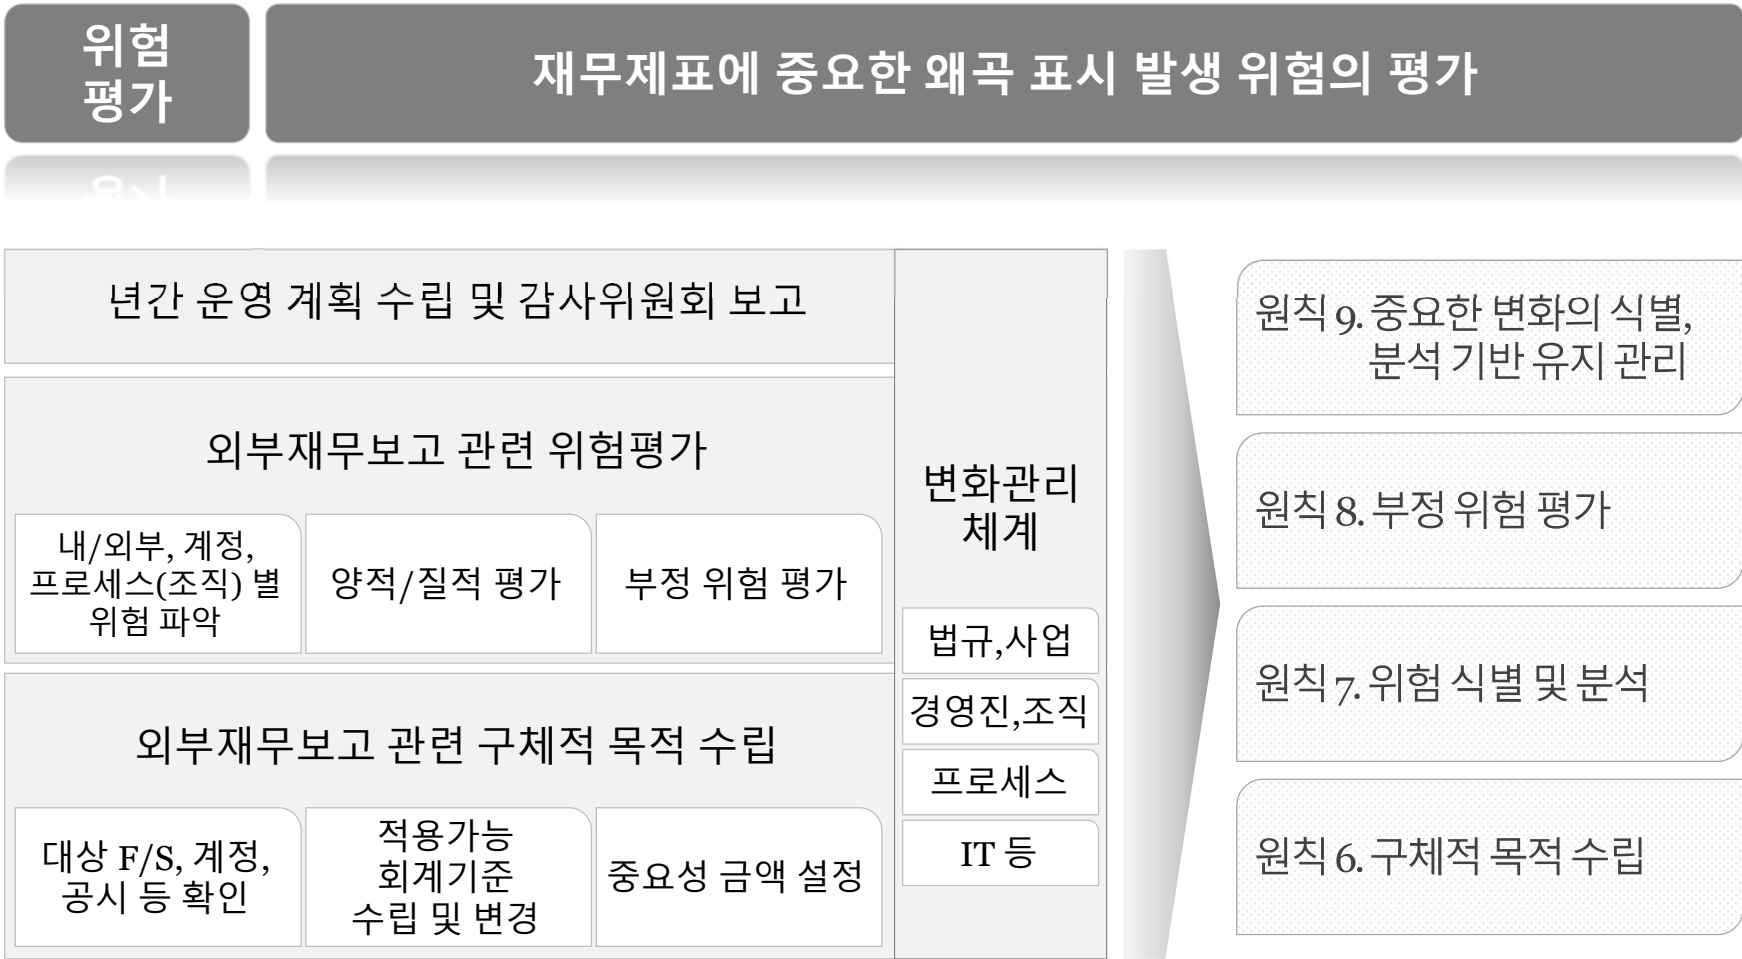 위험
평가
재무제표에 중요한 왜곡 표시 발생 위험의 평가
년간 운영 계획 수립 및 감사위원회 보고
외부재무보고 관련 위험평가
내/외부, 계정,
프로세스(조직) 별
위험 파악
양적/질적 평가
부정 위험 평가
외부재무보고 관련 구체적 목적 수립
대상 F/S, 계정,
공시 등 확인
적용가능
회계기준
수립 및 변경
중요성 금액 설정
변화관리
체계
법규,사업
경영진,조직
프로세스
IT 등
원칙 9. 중요한 변화의 식별,
분석 기반 유지 관리
원칙 8. 부정 위험 평가
원칙 7. 위험 식별 및 분석
원칙 6. 구체적 목적 수립